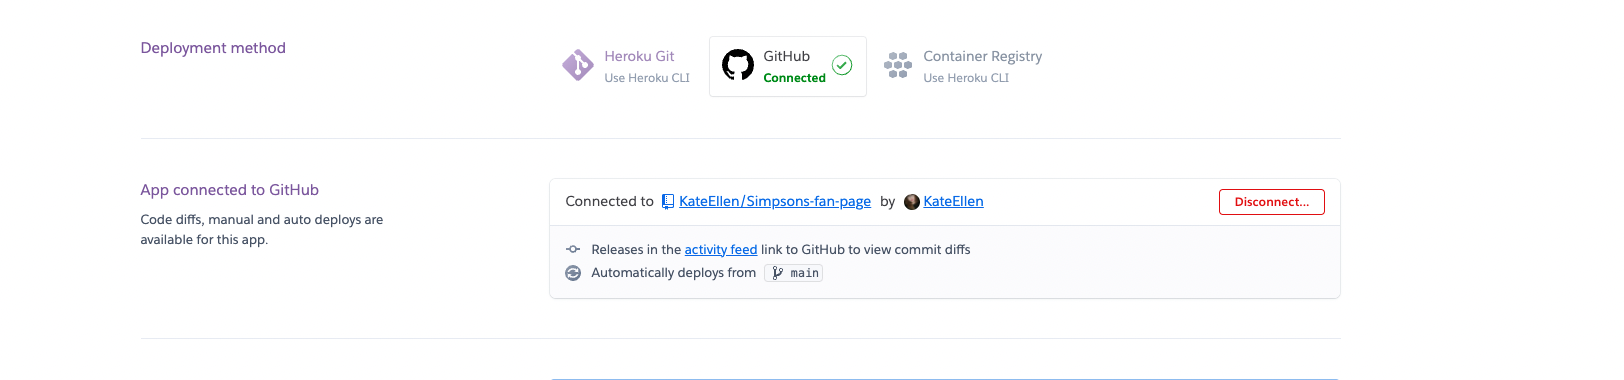 Deployment method
Heroku Git
Use Heroku CLI
GitHub
Connected
Container Registry
Use Heroku CLI
App connected to GitHub
Code diffs, manual and auto deploys are
available for this app.
Connected to KateEllen/Simpsons-fan-page by KateEllen
Disconnect...
Releases in the activity feed link to GitHub to view commit diffs
Automatically deploys from main